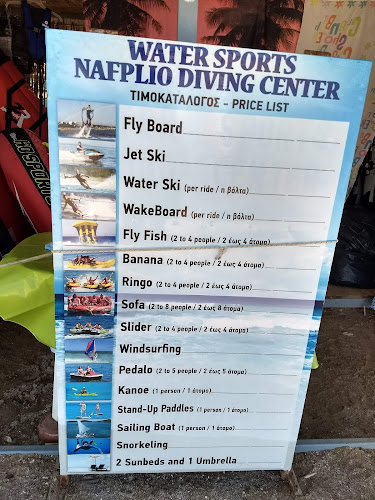 WATER SPORTS
NAFPLIO DIVING CENTER
ΤΙΜΟΚΑΤΑΛΟΓΟΣ - PRICE LIST
Fly Board
Jet Ski
Water Ski (per ride / η βόλτα)
WakeBoard (per ride / η βόλτα)
Fly Fish (2 to 4 people / 2 έως 4 άτομα)
Banana (2 to 4 people / 2 έως 4 άτομα)
Ringo (2 to 4 people / 2 έως 4 άτομα)
Sofa (2 to 8 people / 2 έως 8 άτομα)
Slider (2 to 4 people / 2 έως 4 άτομα)
Windsurfing
Pedalo (2 to 5 people / 2 έως 5 άτομα)
Kanoe (1 person / 1 άτομο)
Stand-Up Paddles (1 person / 1 άτομο)
Sailing Boat (1 person / 1 άτομο)
Snorkeling
2 Sunbeds and 1 Umbrella